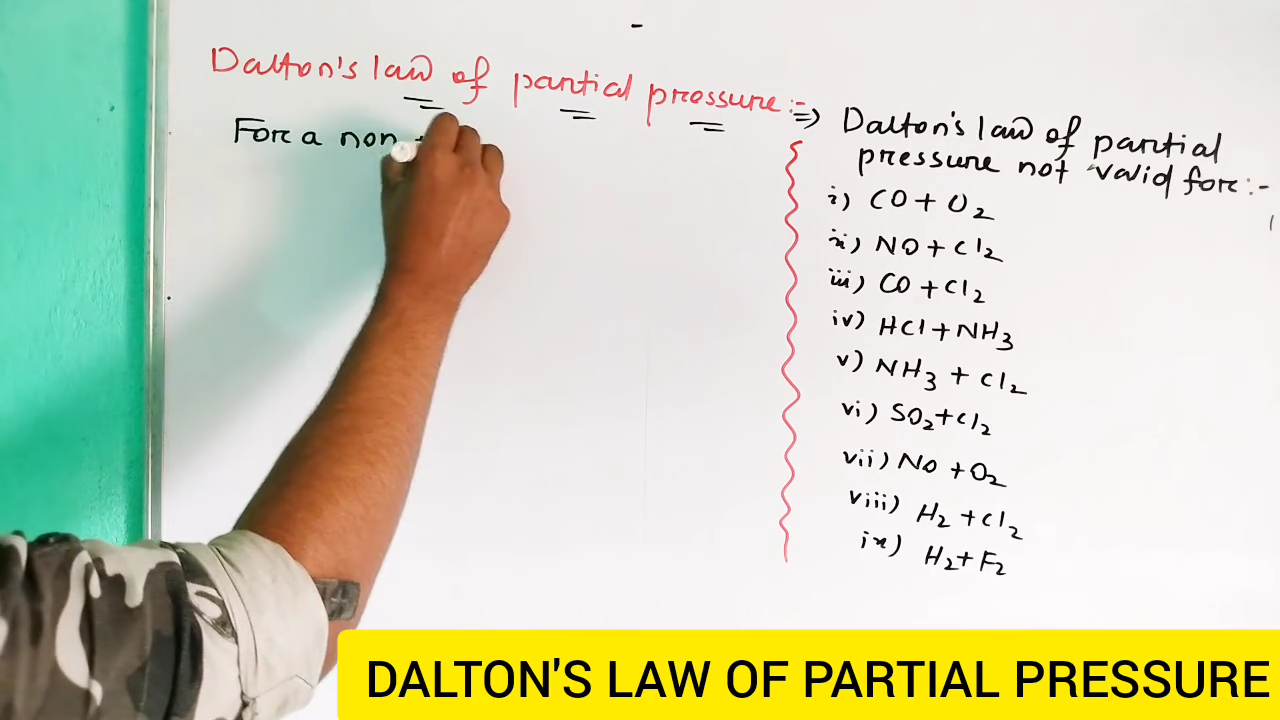 Dalton's law of partial pressure :-
For a non
⇒ Dalton's law of partial
pressure not valid for :-
i) CO + O₂
ii) NO + Cl₂
iii) CO + Cl₂
iv) HCl + NH₃
v) NH₃ + Cl₂
vi) SO₂ + Cl₂
vii) NO + O₂
viii) H₂ + Cl₂
ix) H₂ + F₂
DALTON'S LAW OF PARTIAL PRESSURE